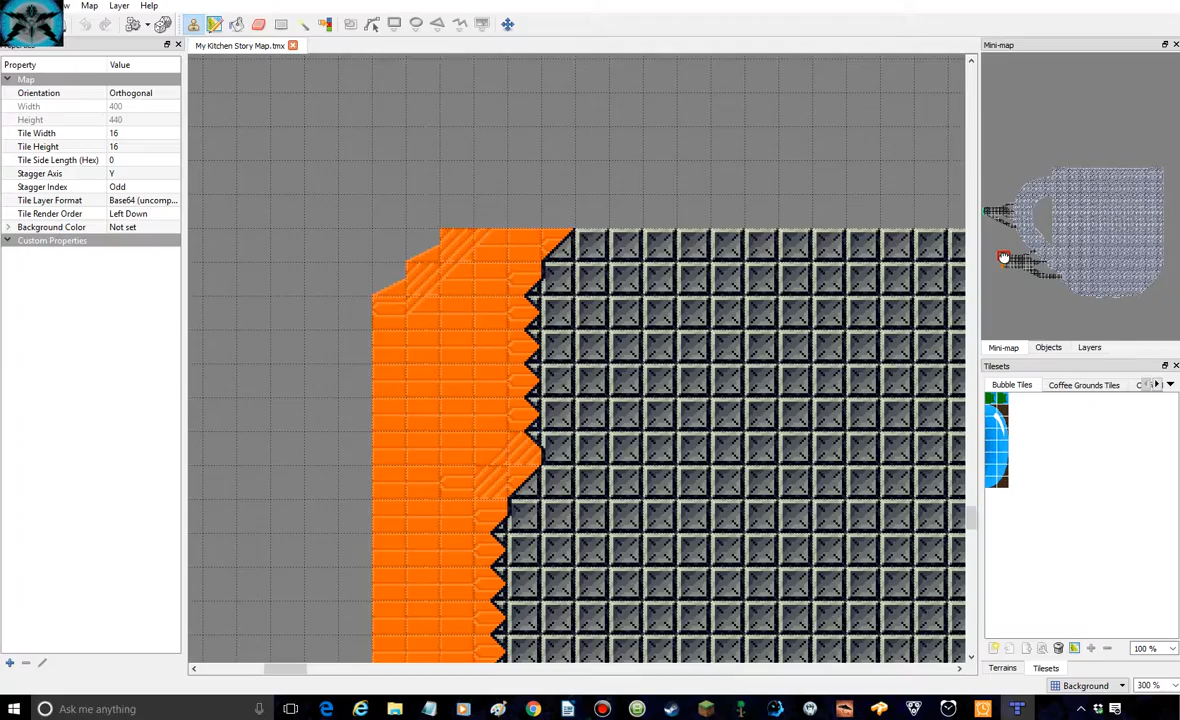 Map Layer Help
My Kitchen Story Map.tmx
Mini-map
Property Value
Map
Orientation Orthogonal
Width 400
Height 440
Tile Width 16
Tile Height 16
Tile Side Length (Hex) 0
Stagger Axis Y
Stagger Index Odd
Tile Layer Format Base64 (uncomp...
Tile Render Order Left Down
Background Color Not set
Custom Properties
Mini-map Objects Layers
Tilesets
Bubble Tiles Coffee Grounds Tiles
100 %
Terrains Tilesets
Background 300 %
Ask me anything